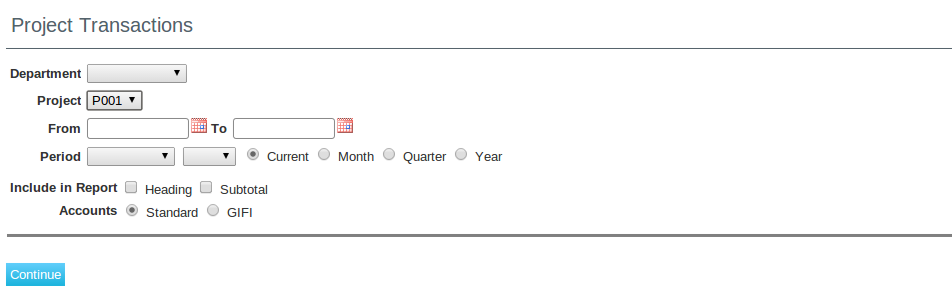 Project Transactions
Department
Project P001
From To
Period Current Month Quarter Year
Include in Report Heading Subtotal
Accounts Standard GIFI
Continue